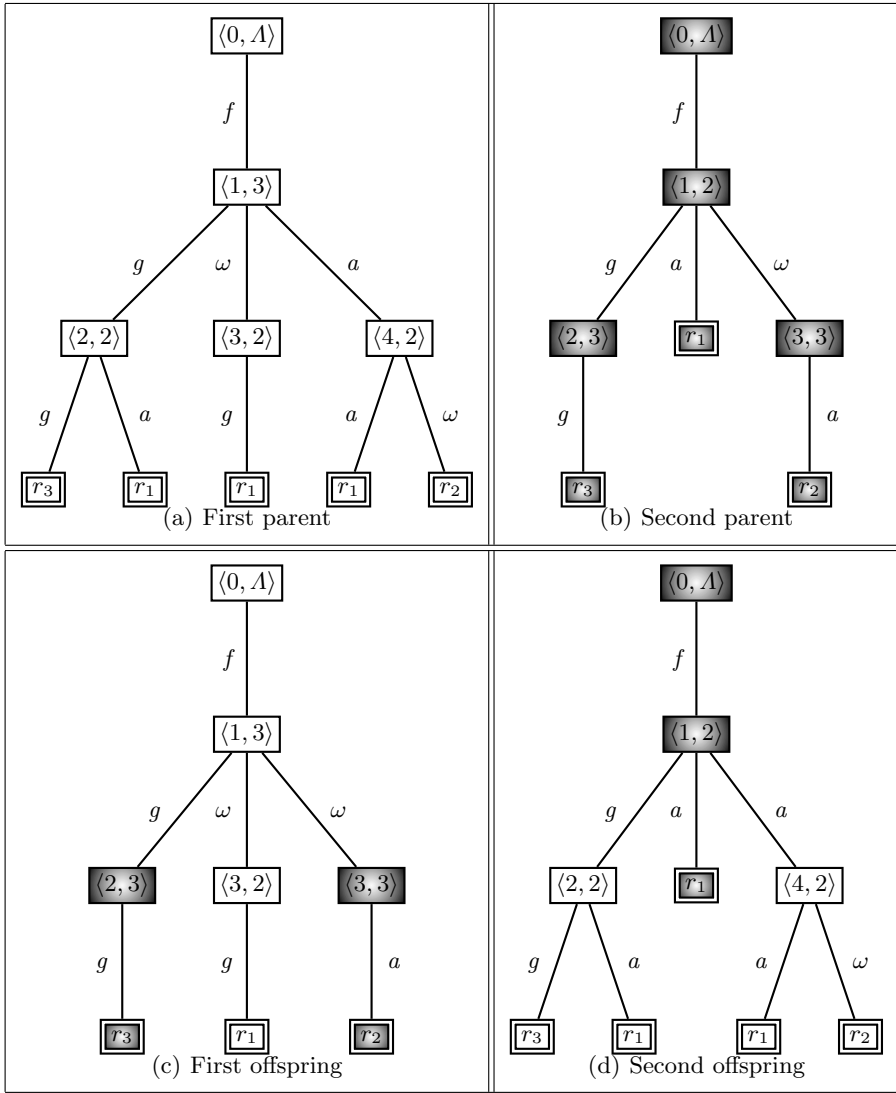 ⟨0, Λ⟩
f
⟨1, 3⟩
g ω a
⟨2, 2⟩ ⟨3, 2⟩ ⟨4, 2⟩
g a g a ω
r₃ r₁ r₁ r₁ r₂
(a) First parent
⟨0, Λ⟩
f
⟨1, 2⟩
g a ω
⟨2, 3⟩ r₁ ⟨3, 3⟩
g a
r₃ r₂
(b) Second parent
⟨0, Λ⟩
f
⟨1, 3⟩
g ω ω
⟨2, 3⟩ ⟨3, 2⟩ ⟨3, 3⟩
g g a
r₃ r₁ r₂
(c) First offspring
⟨0, Λ⟩
f
⟨1, 2⟩
g a a
⟨2, 2⟩ r₁ ⟨4, 2⟩
g a a ω
r₃ r₁ r₁ r₂
(d) Second offspring